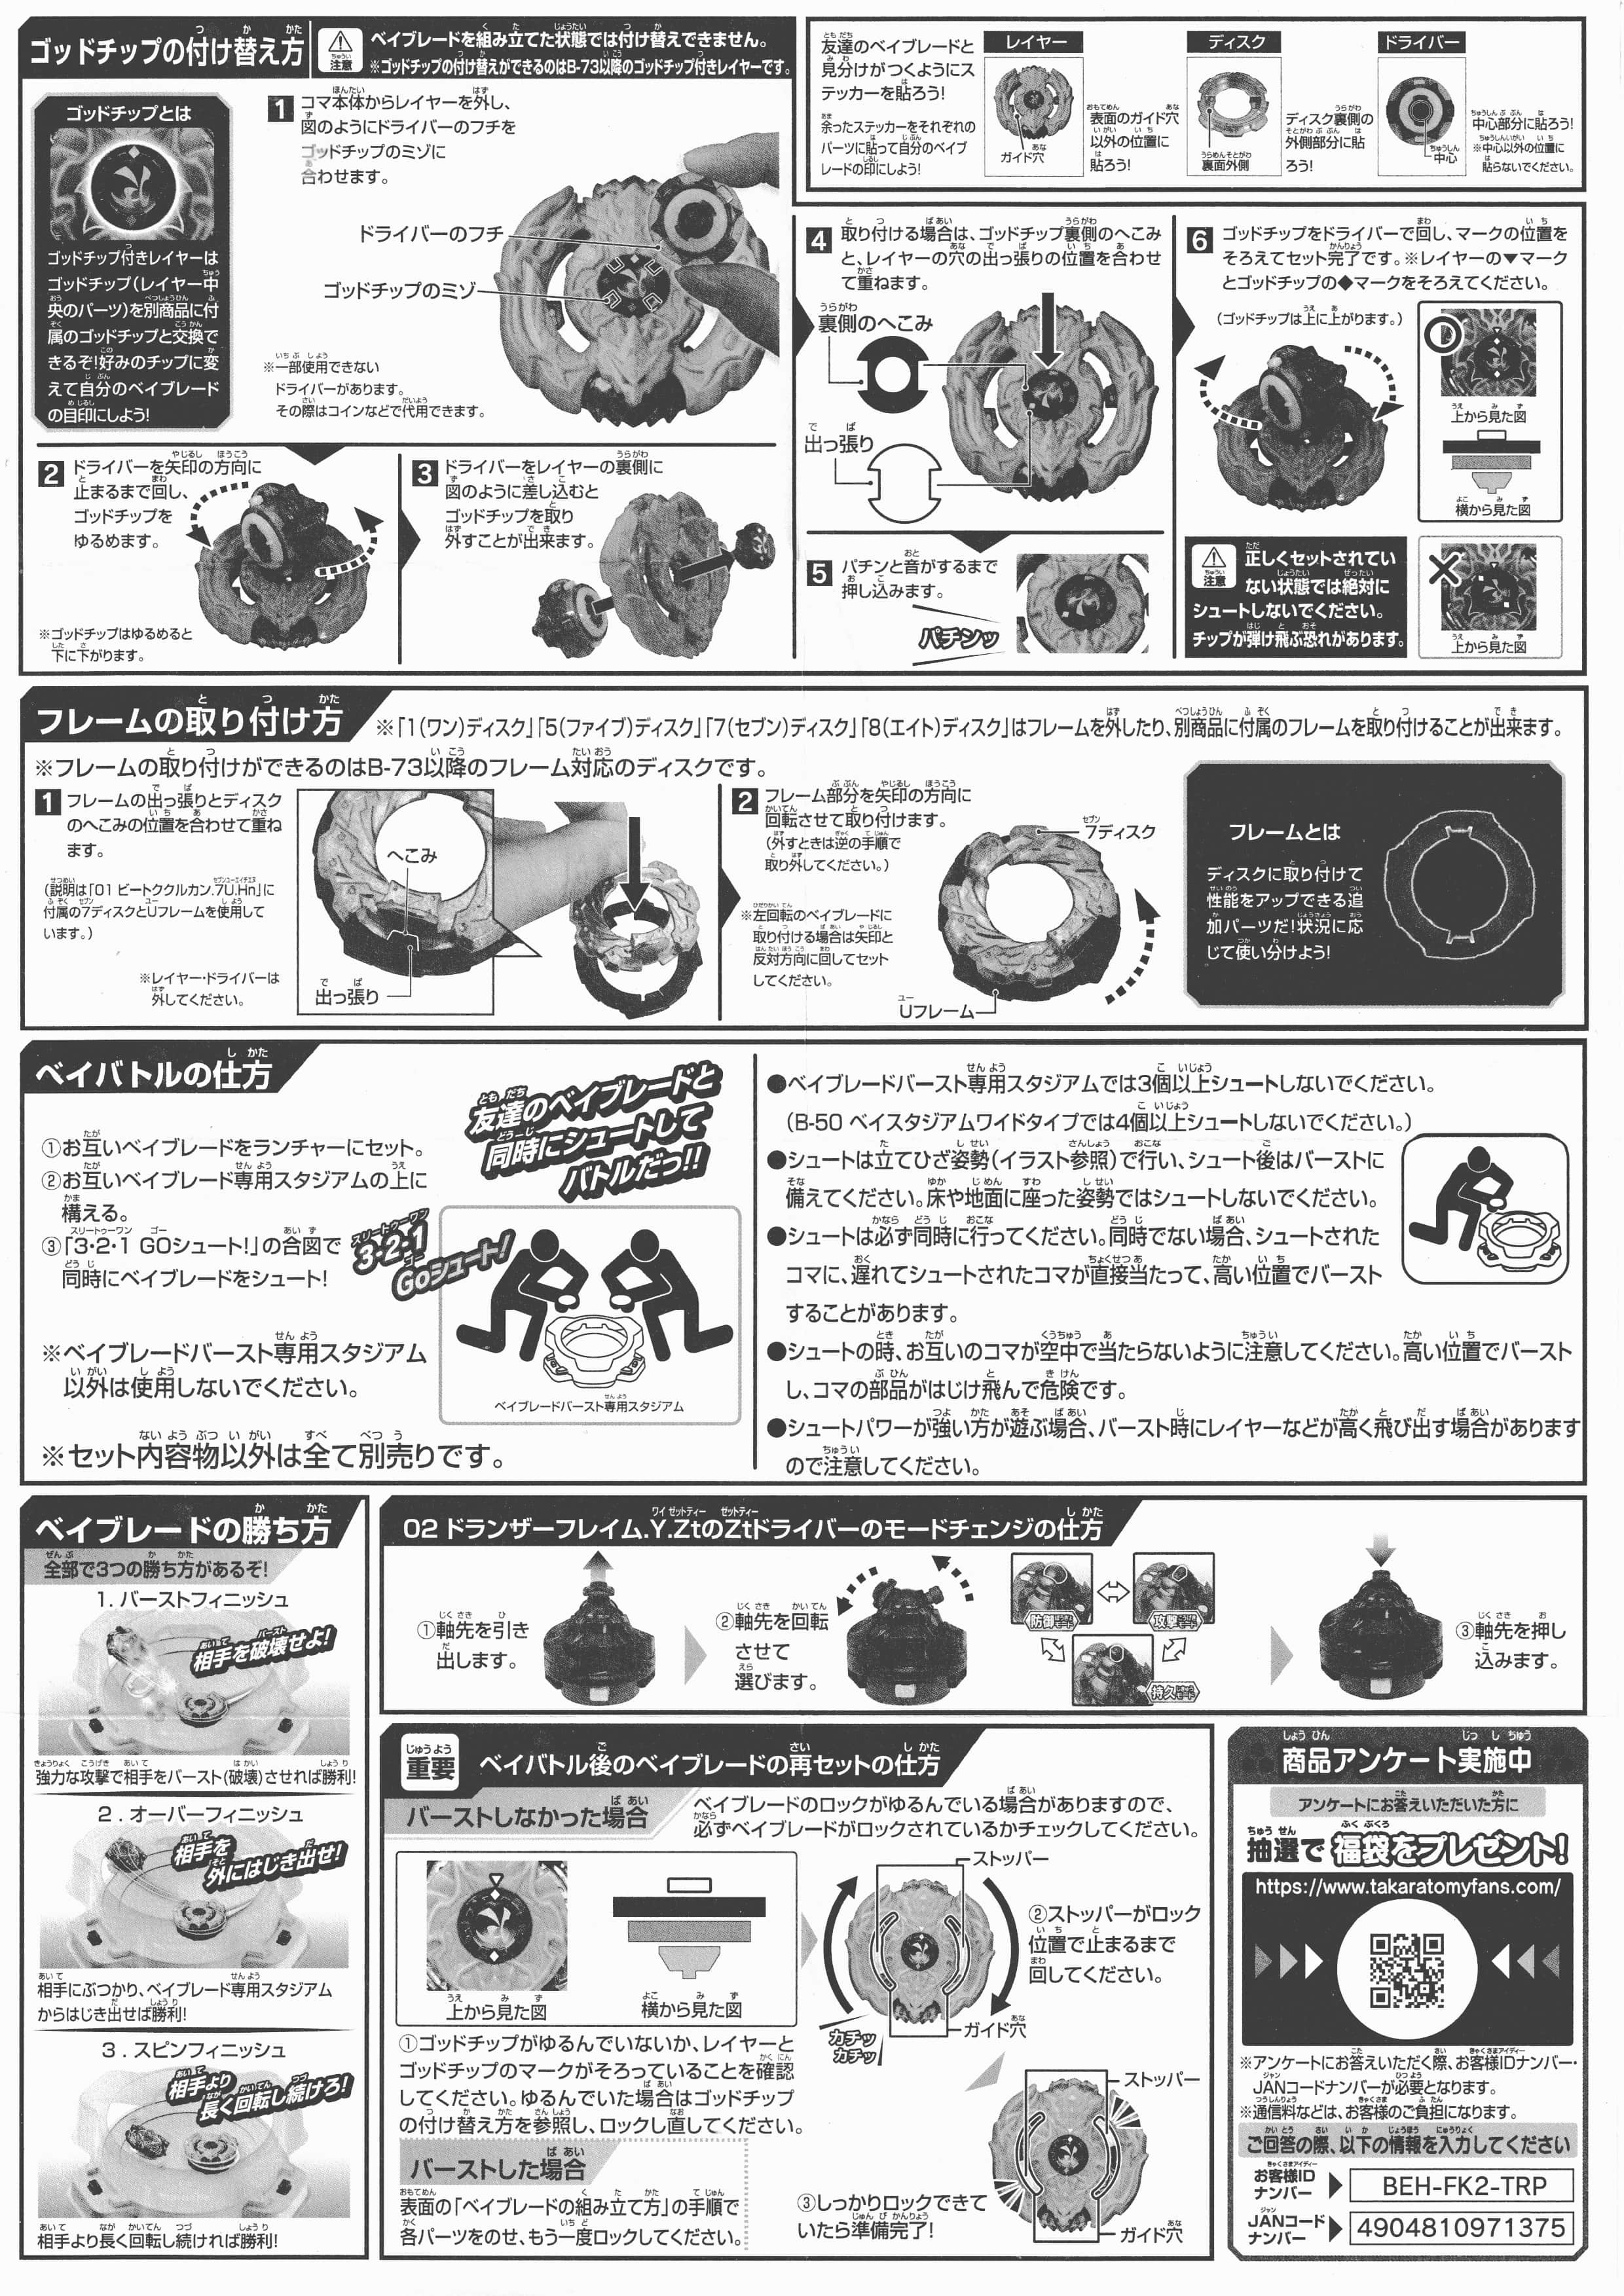 ゴッドチップの付け替え方
注意
ベイブレードを組み立てた状態では付け替えできません。
※ゴッドチップの付け替えができるのはB-73以降のゴッドチップ付きレイヤーです。
ゴッドチップとは
ゴッドチップ付きレイヤーは
ゴッドチップ(レイヤー中
央のパーツ)を別商品に付
属のゴッドチップと交換で
きるぞ!好みのチップに変
えて自分のベイブレード
の目印にしよう!
1 コマ本体からレイヤーを外し、
図のようにドライバーのフチを
ゴッドチップのミゾに
合わせます。
ドライバーのフチ
ゴッドチップのミゾ
※一部使用できない
ドライバーがあります。
その際はコインなどで代用できます。
2 ドライバーを矢印の方向に
止まるまで回し、
ゴッドチップを
ゆるめます。
※ゴッドチップはゆるめると
下に下がります。
3 ドライバーをレイヤーの裏側に
図のように差し込むと
ゴッドチップを取り
外すことが出来ます。
友達のベイブレードと
見分けがつくようにス
テッカーを貼ろう!
余ったステッカーをそれぞれの
パーツに貼って自分のベイブ
レードの印にしよう!
レイヤー
ガイド穴
表面のガイド穴
以外の位置に
貼ろう!
ディスク
裏面外側
ディスク裏側の
外側部分に貼
ろう!
ドライバー
中心
中心部分に貼ろう!
※中心以外の位置に
貼らないでください。
4 取り付ける場合は、ゴッドチップ裏側のへこみ
と、レイヤーの穴の出っ張りの位置を合わせ
て重ねます。
裏側のへこみ
出っ張り
5 パチンと音がするまで
押し込みます。
パチンッ
6 ゴッドチップをドライバーで回し、マークの位置を
そろえてセット完了です。※レイヤーの▼マーク
とゴッドチップの◆マークをそろえてください。
(ゴッドチップは上に上がります。)
上から見た図
横から見た図
注意
正しくセットされてい
ない状態では絶対に
シュートしないでください。
チップが弾け飛ぶ恐れがあります。
上から見た図
フレームの取り付け方
※「1(ワン)ディスク」「5(ファイブ)ディスク」「7(セブン)ディスク」「8(エイト)ディスク」はフレームを外したり、別商品に付属のフレームを取り付けることが出来ます。
※フレームの取り付けができるのはB-73以降のフレーム対応のディスクです。
1 フレームの出っ張りとディスク
のへこみの位置を合わせて重ね
ます。
(説明は「01 ビートククルカン.7U.Hn」に
付属の7ディスクとUフレームを使用して
います。)
※レイヤー・ドライバーは
外してください。
へこみ
出っ張り
2 フレーム部分を矢印の方向に
回転させて取り付けます。
(外すときは逆の手順で
取り外してください。)
※左回転のベイブレードに
取り付ける場合は矢印と
反対方向に回してセット
してください。
7ディスク
Uフレーム
フレームとは
ディスクに取り付けて
性能をアップできる追
加パーツだ!状況に応
じて使い分けよう!
ベイバトルの仕方
①お互いベイブレードをランチャーにセット。
②お互いベイブレード専用スタジアムの上に
構える。
③「3・2・1 GOシュート!」の合図で
同時にベイブレードをシュート!
※ベイブレードバースト専用スタジアム
以外は使用しないでください。
※セット内容物以外は全て別売りです。
友達のベイブレードと
同時にシュートして
バトルだっ!!
3・2・1
Goシュート!
ベイブレードバースト専用スタジアム
●ベイブレードバースト専用スタジアムでは3個以上シュートしないでください。
(B-50 ベイスタジアムワイドタイプでは4個以上シュートしないでください。)
●シュートは立てひざ姿勢(イラスト参照)で行い、シュート後はバーストに
備えてください。床や地面に座った姿勢ではシュートしないでください。
●シュートは必ず同時に行ってください。同時でない場合、シュートされた
コマに、遅れてシュートされたコマが直接当たって、高い位置でバースト
することがあります。
●シュートの時、お互いのコマが空中で当たらないように注意してください。高い位置でバースト
し、コマの部品がはじけ飛んで危険です。
●シュートパワーが強い方が遊ぶ場合、バースト時にレイヤーなどが高く飛び出す場合があります
ので注意してください。
ベイブレードの勝ち方
全部で3つの勝ち方があるぞ!
1.バーストフィニッシュ
相手を破壊せよ!
強力な攻撃で相手をバースト(破壊)させれば勝利!
2.オーバーフィニッシュ
相手を
外にはじき出せ!
相手にぶつかり、ベイブレード専用スタジアム
からはじき出せば勝利!
3.スピンフィニッシュ
相手より
長く回転し続けろ!
相手より長く回転し続ければ勝利!
02 ドランザーフレイム.Y.ZtのZtドライバーのモードチェンジの仕方
①軸先を引き
出します。
②軸先を回転
させて
選びます。
防御モード
攻撃モード
持久モード
③軸先を押し
込みます。
重要
ベイバトル後のベイブレードの再セットの仕方
バーストしなかった場合
ベイブレードのロックがゆるんでいる場合がありますので、
必ずベイブレードがロックされているかチェックしてください。
上から見た図
横から見た図
①ゴッドチップがゆるんでいないか、レイヤーと
ゴッドチップのマークがそろっていることを確認
してください。ゆるんでいた場合はゴッドチップ
の付け替え方を参照し、ロックし直してください。
バーストした場合
表面の「ベイブレードの組み立て方」の手順で
各パーツをのせ、もう一度ロックしてください。
ストッパー
②ストッパーがロック
位置で止まるまで
回してください。
ガイド穴
カチッ
カチッ
ストッパー
③しっかりロックできて
いたら準備完了!
ガイド穴
商品アンケート実施中
アンケートにお答えいただいた方に
抽選で福袋をプレゼント!
https://www.takaratomyfans.com/
※アンケートにお答えいただく際、お客様IDナンバー・
JANコードナンバーが必要となります。
※通信料などは、お客様のご負担になります。
ご回答の際、以下の情報を入力してください
お客様ID
ナンバー
BEH-FK2-TRP
JANコード
ナンバー
4904810971375